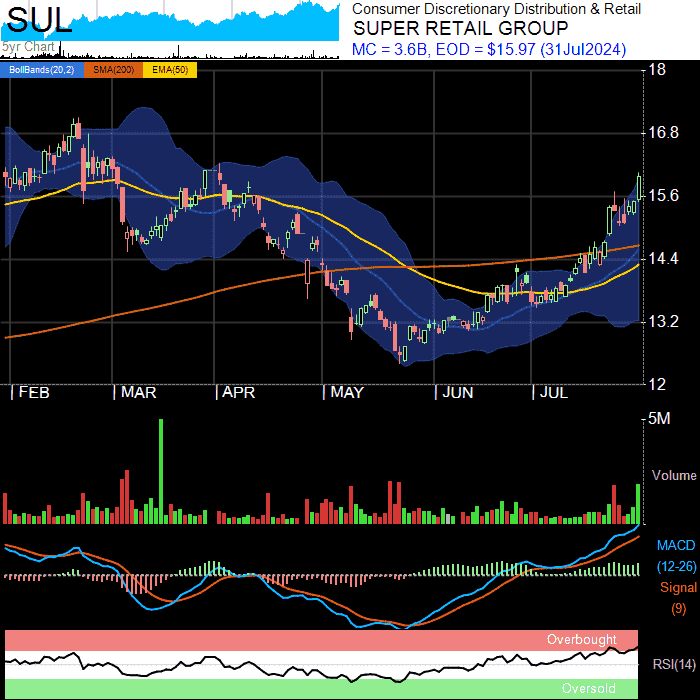 SUL
Consumer Discretionary Distribution & Retail
SUPER RETAIL GROUP
5yr Chart
MC = 3.6B, EOD = $15.97 (31Jul2024)
BollBands(20,2) SMA(200) EMA(50)
18
16.8
15.6
14.4
13.2
12
FEB MAR APR MAY JUN JUL
5M
Volume
MACD
(12-26)
Signal
(9)
Overbought
RSI(14)
Oversold